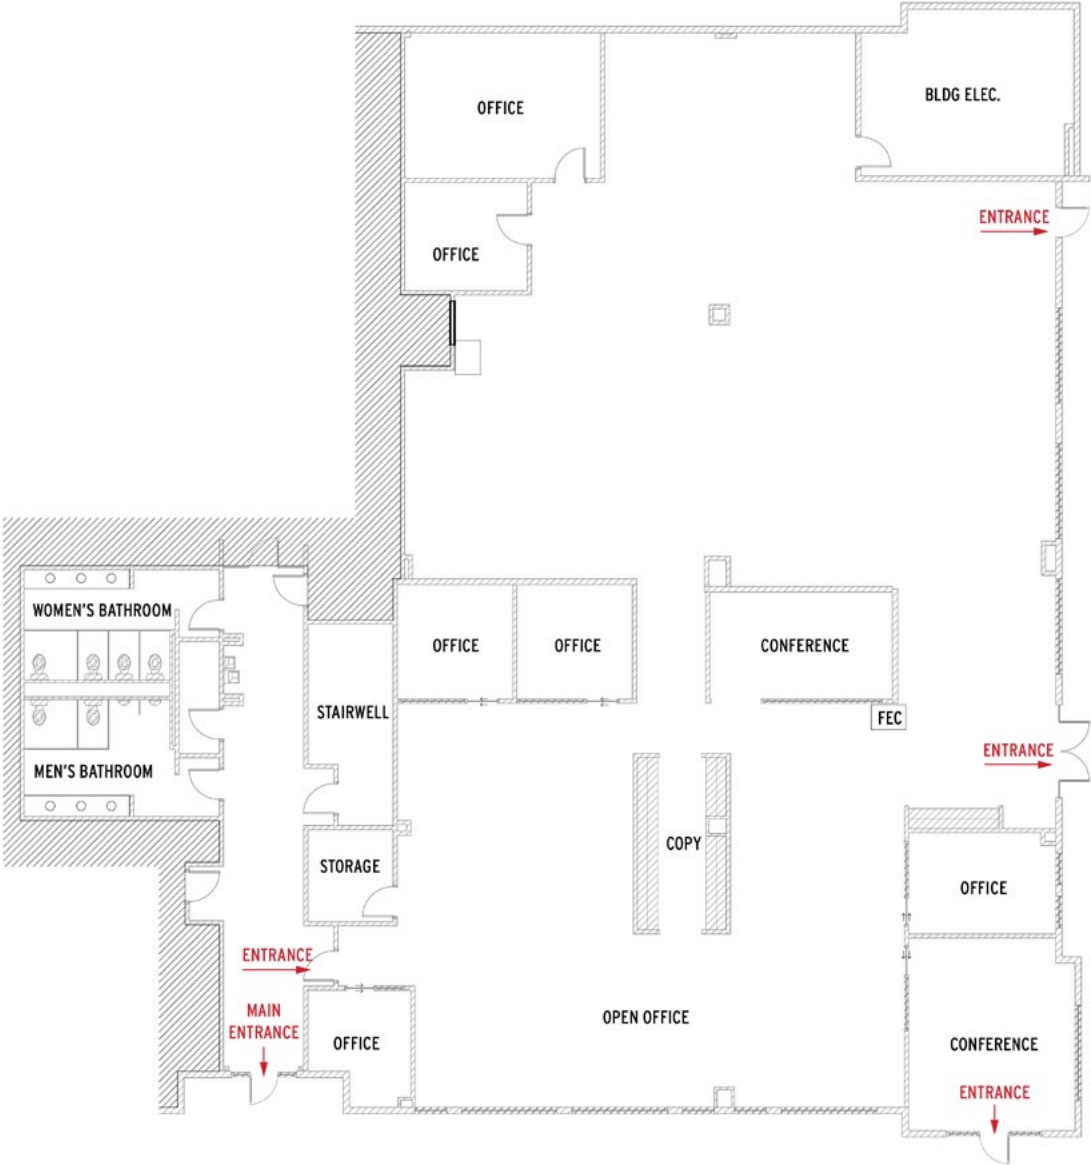 BLDG ELEC.
OFFICE
ENTRANCE
OFFICE
WOMEN'S BATHROOM
OFFICE
OFFICE
CONFERENCE
STAIRWELL
FEC
ENTRANCE
MEN'S BATHROOM
COPY
STORAGE
OFFICE
ENTRANCE
MAIN
ENTRANCE
OPEN OFFICE
OFFICE
CONFERENCE
ENTRANCE